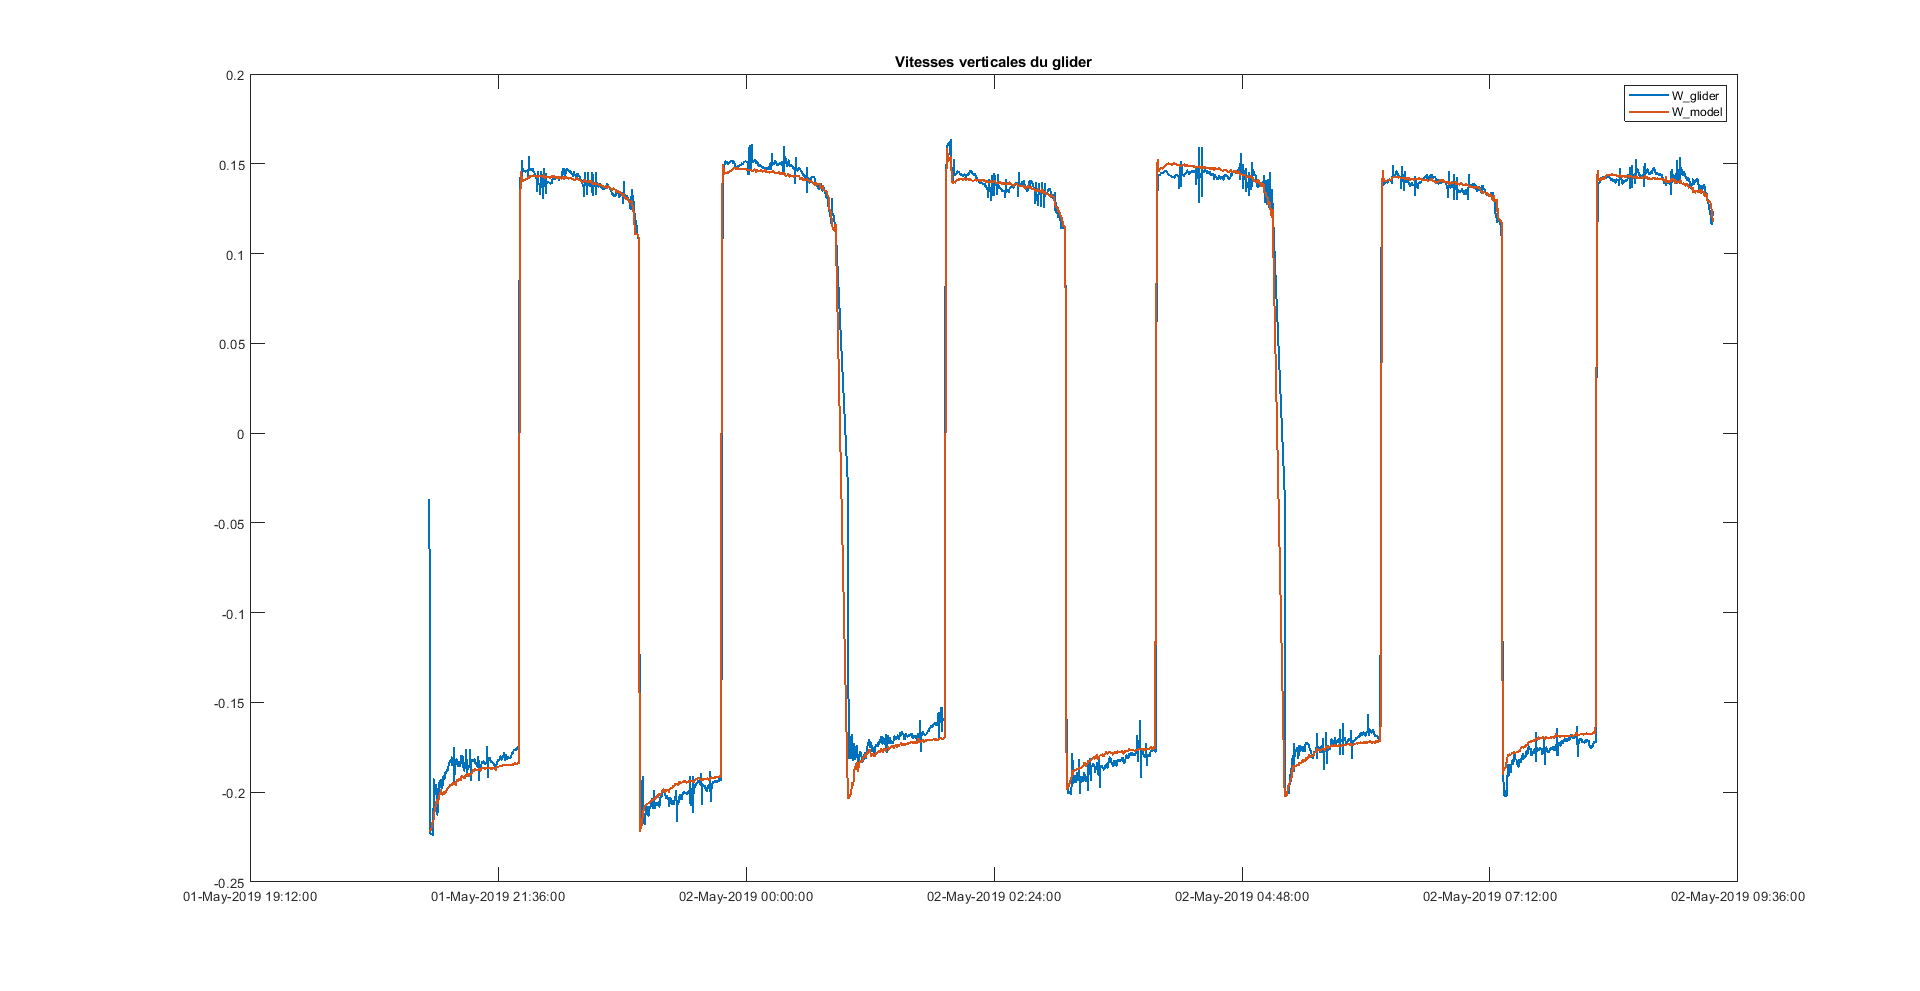 Vitesses verticales du glider
W_glider
W_model
0.2
0.15
0.1
0.05
0
-0.05
-0.1
-0.15
-0.2
-0.25
01-May-2019 19:12:00
01-May-2019 21:36:00
02-May-2019 00:00:00
02-May-2019 02:24:00
02-May-2019 04:48:00
02-May-2019 07:12:00
02-May-2019 09:36:00